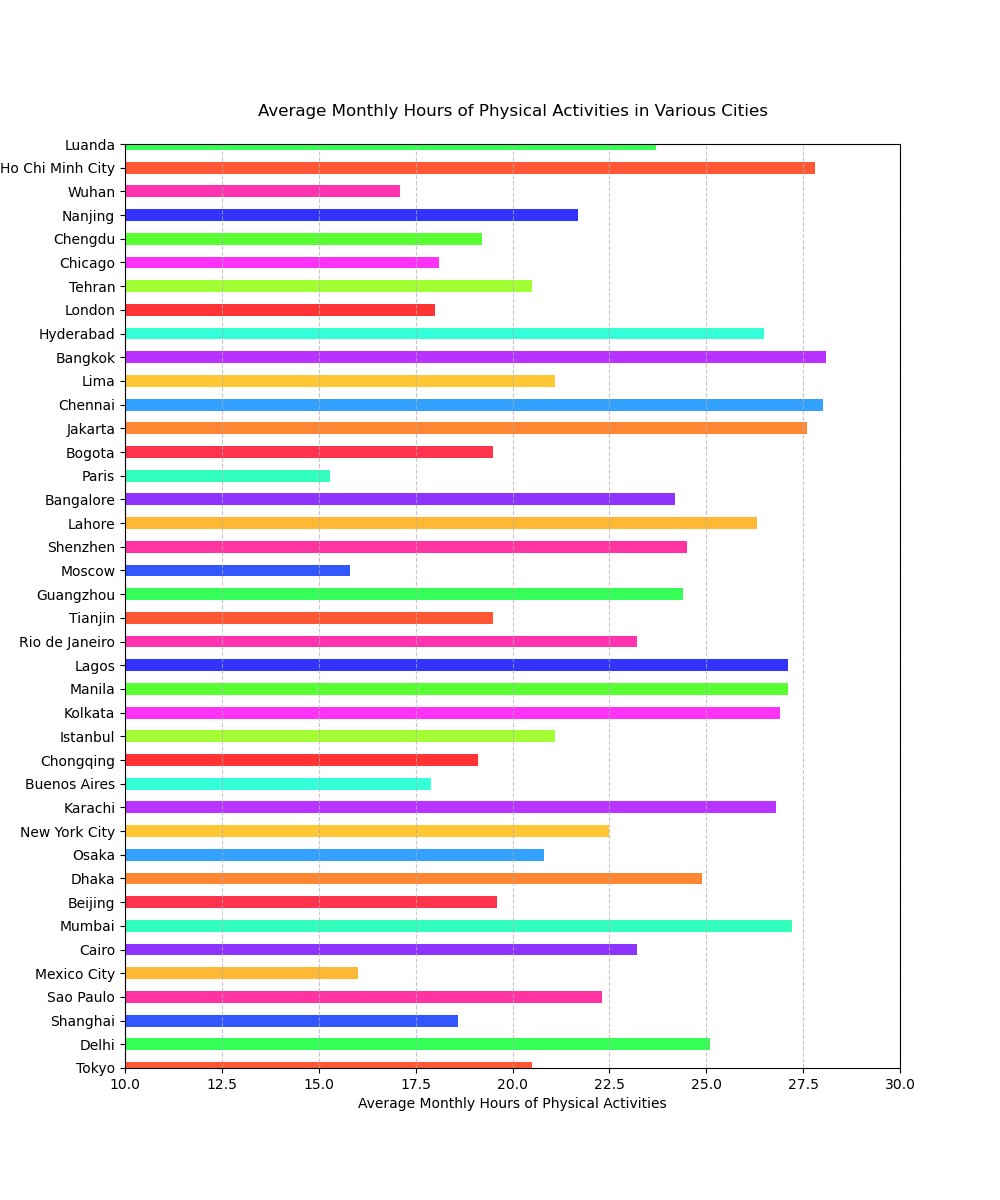 Average Monthly Hours of Physical Activities in Various Cities
Luanda
Ho Chi Minh City
Wuhan
Nanjing
Chengdu
Chicago
Tehran
London
Hyderabad
Bangkok
Lima
Chennai
Jakarta
Bogota
Paris
Bangalore
Lahore
Shenzhen
Moscow
Guangzhou
Tianjin
Rio de Janeiro
Lagos
Manila
Kolkata
Istanbul
Chongqing
Buenos Aires
Karachi
New York City
Osaka
Dhaka
Beijing
Mumbai
Cairo
Mexico City
Sao Paulo
Shanghai
Delhi
Tokyo
10.0 12.5 15.0 17.5 20.0 22.5 25.0 27.5 30.0
Average Monthly Hours of Physical Activities